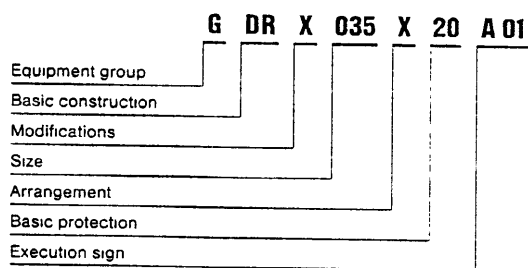 G DR X 035 X 20 A 01
Equipment group
Basic construction
Modifications
Size
Arrangement
Basic protection
Execution sign